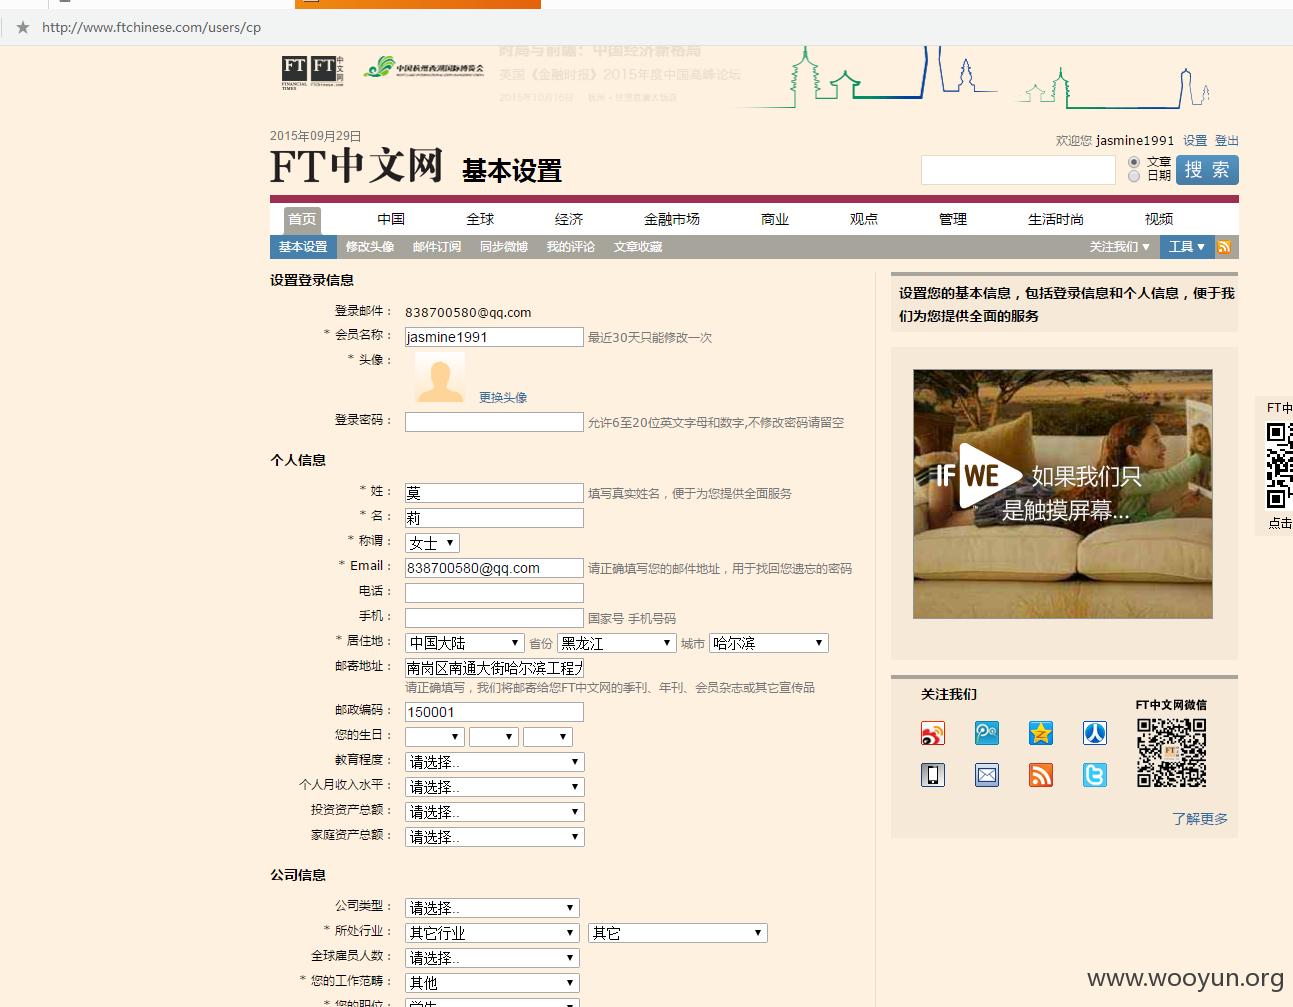 http://www.ftchinese.com/users/cp
FT FT 中文网
FINANCIAL TIMES FTChinese.com
中国杭州西湖国际博览会
时局与前瞻：中国经济新格局
英国《金融时报》2015年度中国高峰论坛
2015年10月16日
2015年09月29日
欢迎您 jasmine1991 设置 登出
FT中文网 基本设置
文章
日期
搜 索
首页 中国 全球 经济 金融市场 商业 观点 管理 生活时尚 视频
基本设置 修改头像 邮件订阅 同步微博 我的评论 文章收藏 关注我们▼ 工具▼
设置登录信息
登录邮件： 838700580@qq.com
* 会员名称： jasmine1991 最近30天只能修改一次
* 头像：
更换头像
登录密码： 允许6至20位英文字母和数字,不修改密码请留空
个人信息
* 姓： 莫 填写真实姓名，便于为您提供全面服务
* 名： 莉
* 称谓： 女士
* Email： 838700580@qq.com 请正确填写您的邮件地址，用于找回您遗忘的密码
电话：
手机： 国家号 手机号码
* 居住地： 中国大陆 省份 黑龙江 城市 哈尔滨
邮寄地址： 南岗区南通大街哈尔滨工程大
请正确填写，我们将邮寄给您FT中文网的季刊、年刊、会员杂志或其它宣传品
邮政编码： 150001
您的生日：
教育程度： 请选择..
个人月收入水平： 请选择..
投资资产总额： 请选择..
家庭资产总额： 请选择..
公司信息
公司类型： 请选择..
* 所处行业： 其它行业 其它
全球雇员人数： 请选择..
* 您的工作范畴： 其他
* 您的职位： 学生
设置您的基本信息，包括登录信息和个人信息，便于我
们为您提供全面的服务
IF WE 如果我们只
是触摸屏幕...
关注我们
FT中文网微信
了解更多
FT中
点击
www.wooyun.org